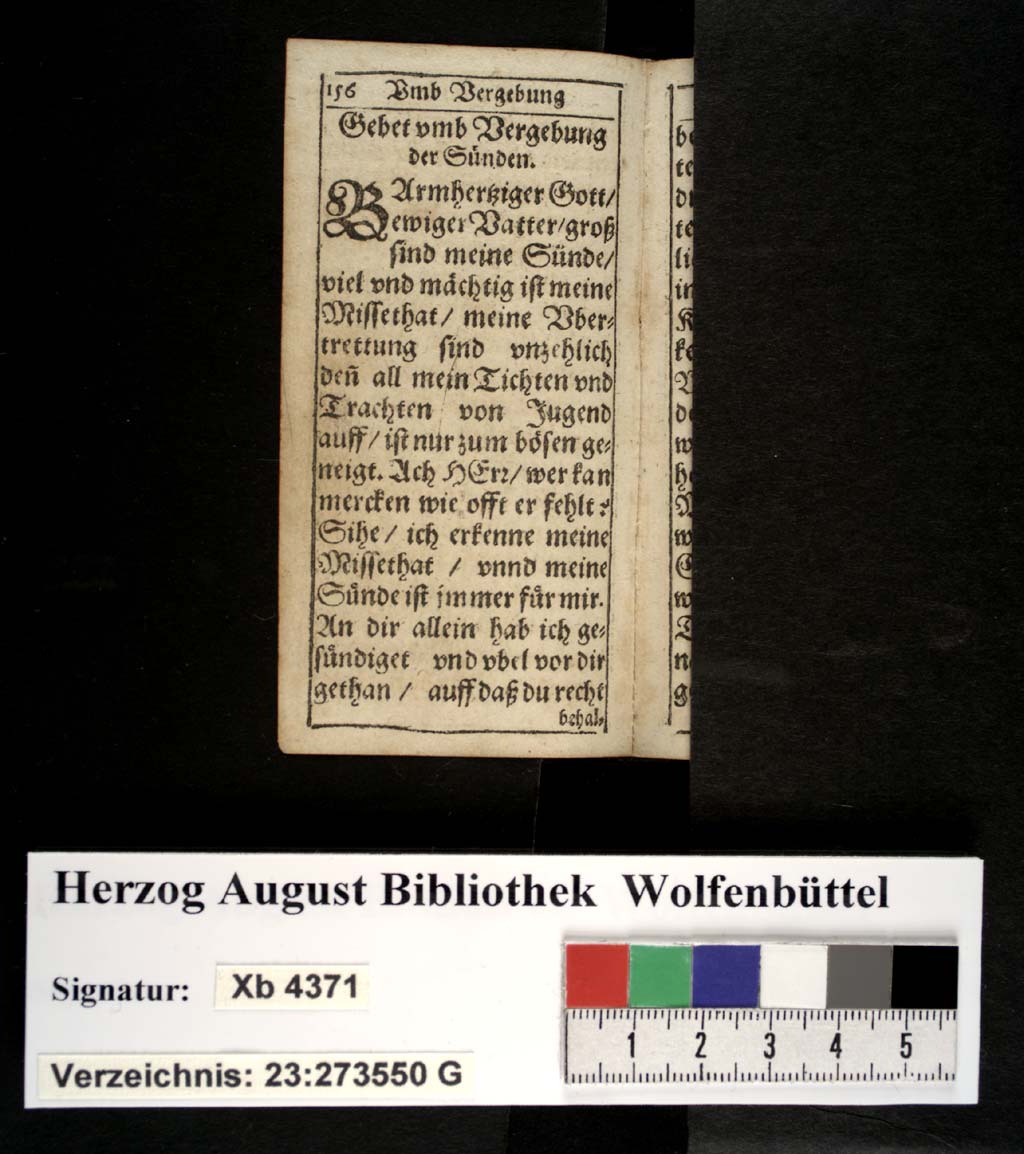 156 Vmb Vergebung
Gebet vmb Vergebung
der Sünden.
BArmhertziger Gott/
ewiger Vatter/groß
sind meine Sünde/
viel vnd mächtig ist meine
Missethat/ meine Vber⸗
trettung sind vnzehlich
deñ all mein Tichten vnd
Trachten von Jugend
auff/ ist nur zum bösen ge⸗
neigt. Ach HErr/ wer kan
mercken wie offt er fehlt?
Sihe/ ich erkenne meine
Missethat / vnnd meine
Sünde ist jmmer für mir.
An dir allein hab ich ge⸗
sündiget vnd vbel vor dir
gethan / auff daß du recht
behal⸗
Herzog August Bibliothek Wolfenbüttel
Signatur: Xb 4371
Verzeichnis: 23:273550 G
1 2 3 4 5